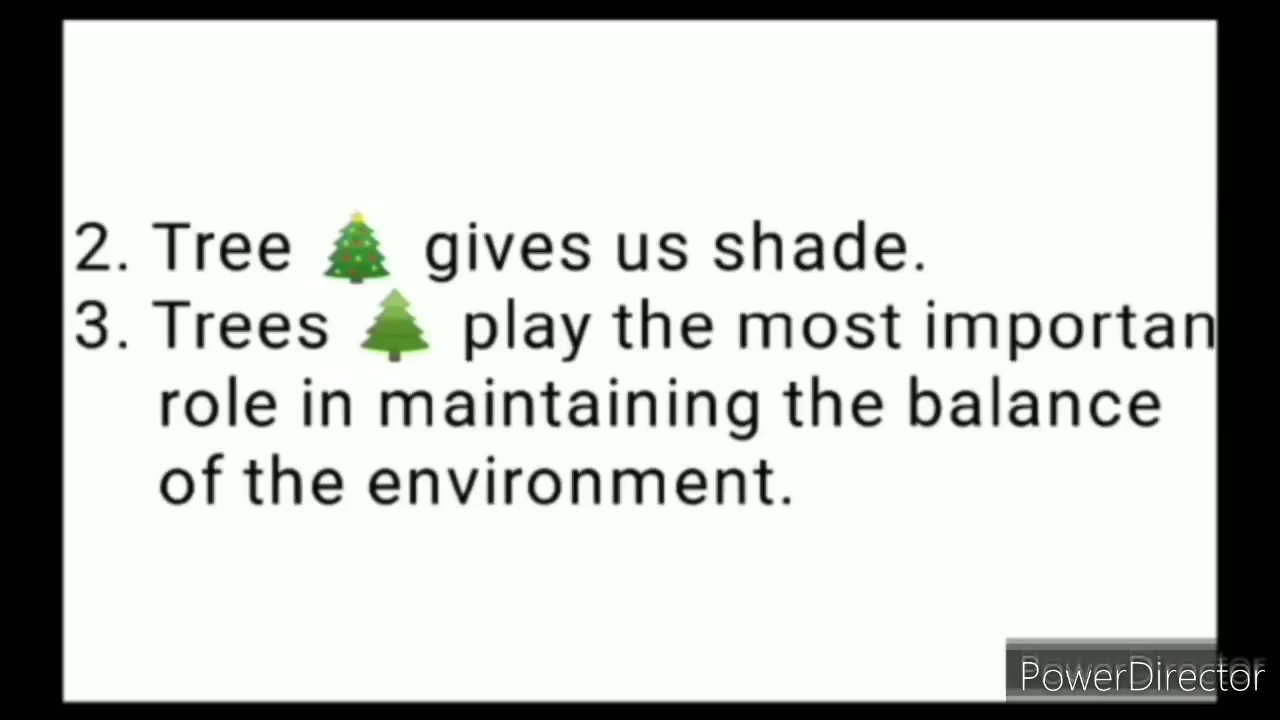 2. Tree 🎄 gives us shade.
3. Trees 🌲 play the most importan
role in maintaining the balance
of the environment.
PowerDirector